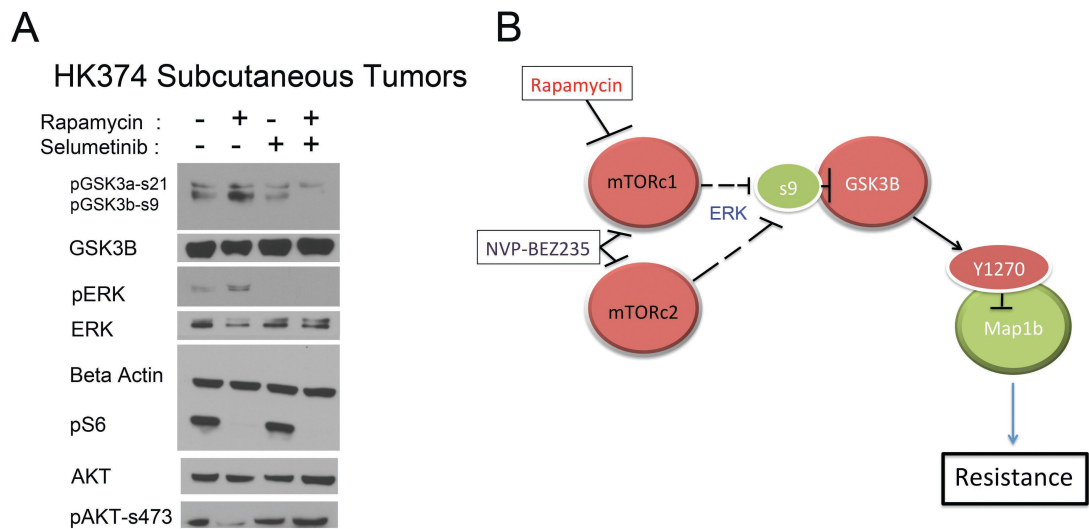 A
HK374 Subcutaneous Tumors
Rapamycin : - + - +
Selumetinib : - - + +
pGSK3a-s21
pGSK3b-s9
GSK3B
pERK
ERK
Beta Actin
pS6
AKT
pAKT-s473
B
Rapamycin
mTORc1
s9
GSK3B
ERK
NVP-BEZ235
mTORc2
Y1270
Map1b
Resistance